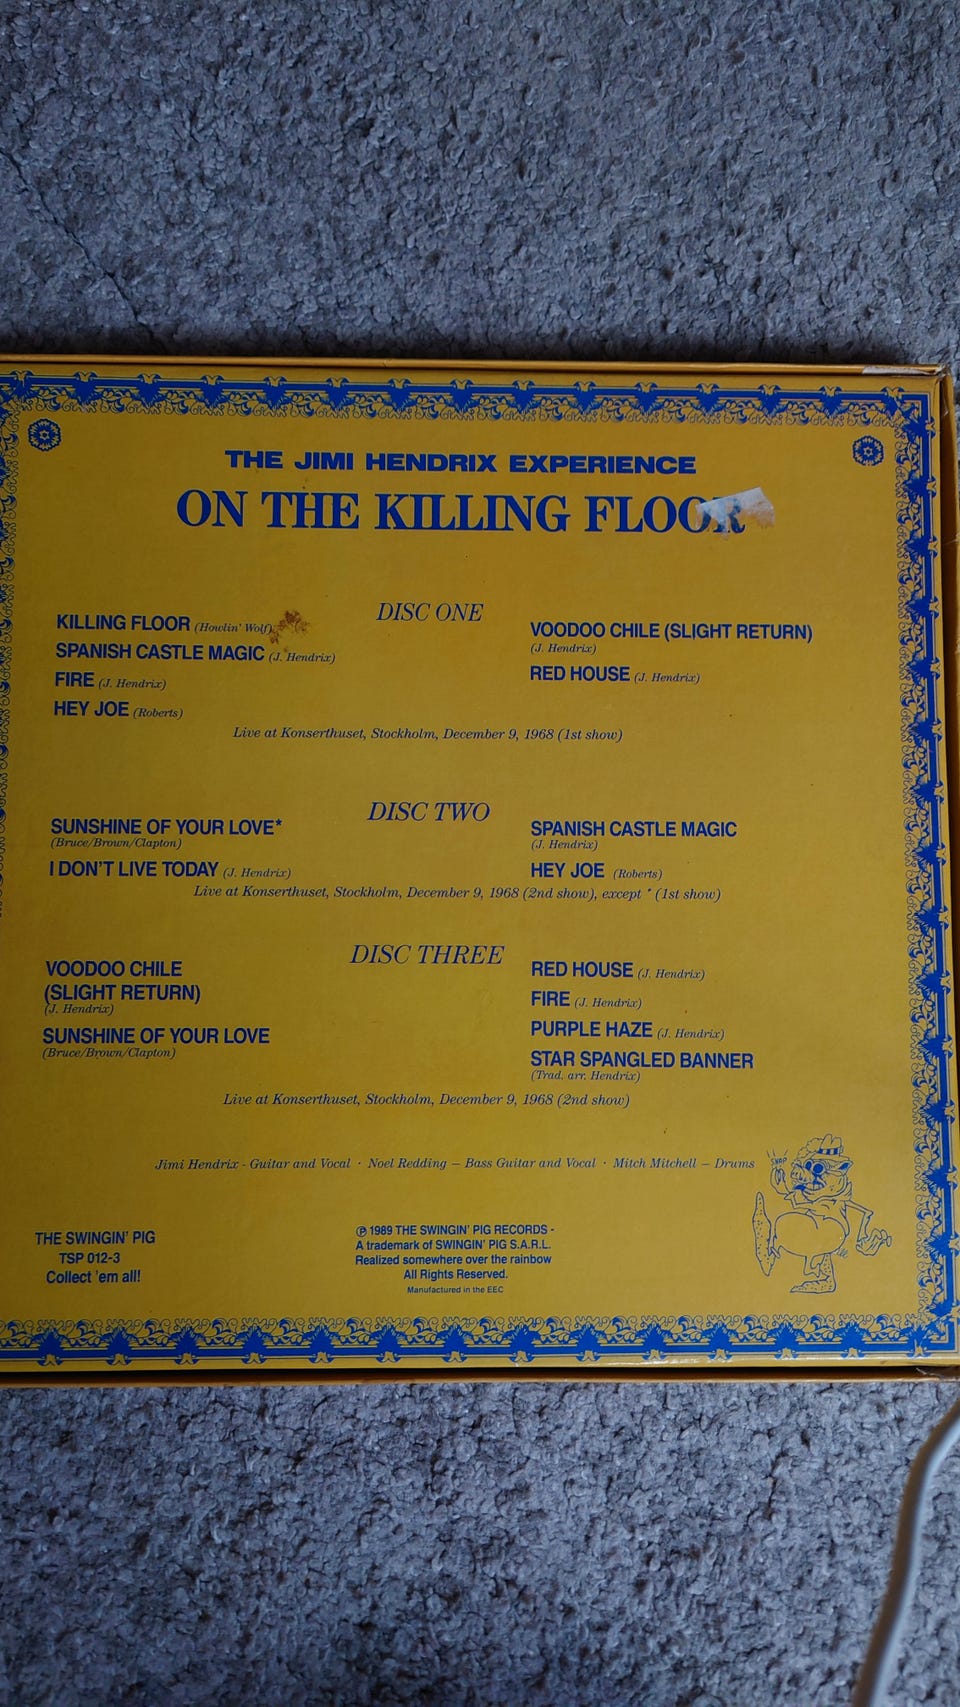 THE JIMI HENDRIX EXPERIENCE
ON THE KILLING FLOOR
DISC ONE
KILLING FLOOR (Howlin' Wolf)
SPANISH CASTLE MAGIC (J. Hendrix)
FIRE (J. Hendrix)
HEY JOE (Roberts)
VOODOO CHILE (SLIGHT RETURN)
(J. Hendrix)
RED HOUSE (J. Hendrix)
Live at Konserthuset, Stockholm, December 9, 1968 (1st show)
DISC TWO
SUNSHINE OF YOUR LOVE*
(Bruce/Brown/Clapton)
I DON'T LIVE TODAY (J. Hendrix)
SPANISH CASTLE MAGIC
(J. Hendrix)
HEY JOE (Roberts)
Live at Konserthuset, Stockholm, December 9, 1968 (2nd show), except * (1st show)
DISC THREE
VOODOO CHILE
(SLIGHT RETURN)
(J. Hendrix)
SUNSHINE OF YOUR LOVE
(Bruce/Brown/Clapton)
RED HOUSE (J. Hendrix)
FIRE (J. Hendrix)
PURPLE HAZE (J. Hendrix)
STAR SPANGLED BANNER
(Trad. arr. Hendrix)
Live at Konserthuset, Stockholm, December 9, 1968 (2nd show)
Jimi Hendrix - Guitar and Vocal · Noel Redding – Bass Guitar and Vocal · Mitch Mitchell – Drums
SNAP
THE SWINGIN' PIG
TSP 012-3
Collect 'em all!
℗ 1989 THE SWINGIN' PIG RECORDS -
A trademark of SWINGIN' PIG S.A.R.L.
Realized somewhere over the rainbow
All Rights Reserved.
Manufactured in the EEC